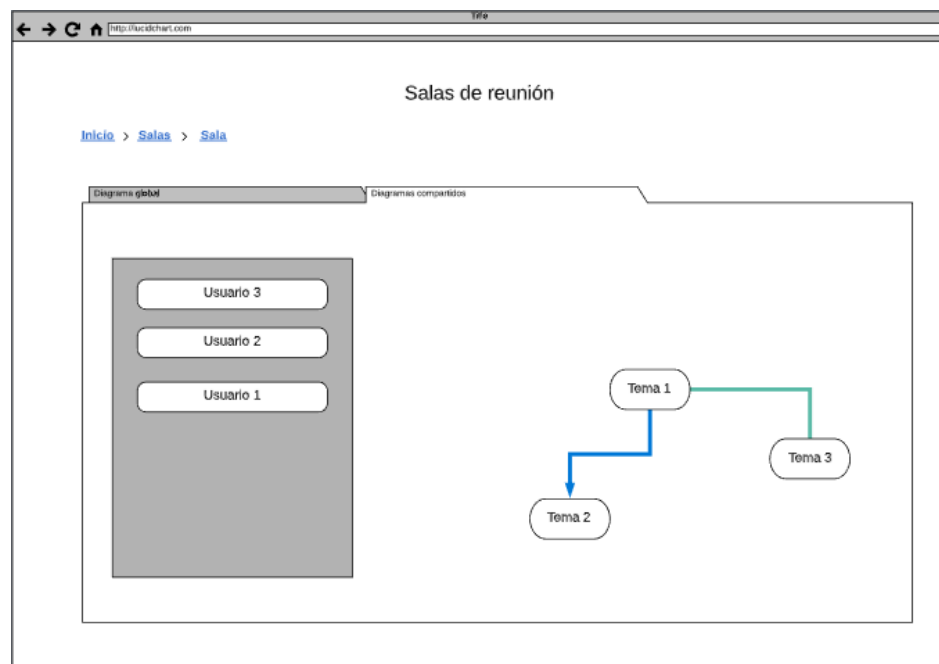 Title
http://lucidchart.com
Salas de reunión
Inicio > Salas > Sala
Diagrama global
Diagramas compartidos
Usuario 3
Usuario 2
Usuario 1
Tema 1
Tema 3
Tema 2